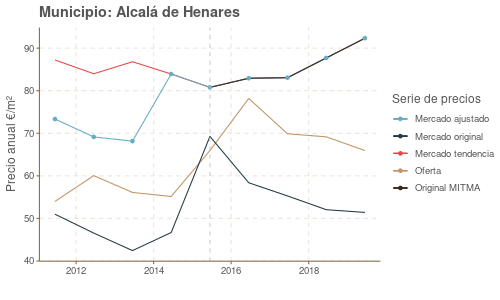 Municipio: Alcalá de Henares
Precio anual €/m²
90
80
70
60
50
40
2012
2014
2016
2018
Serie de precios
Mercado ajustado
Mercado original
Mercado tendencia
Oferta
Original MITMA